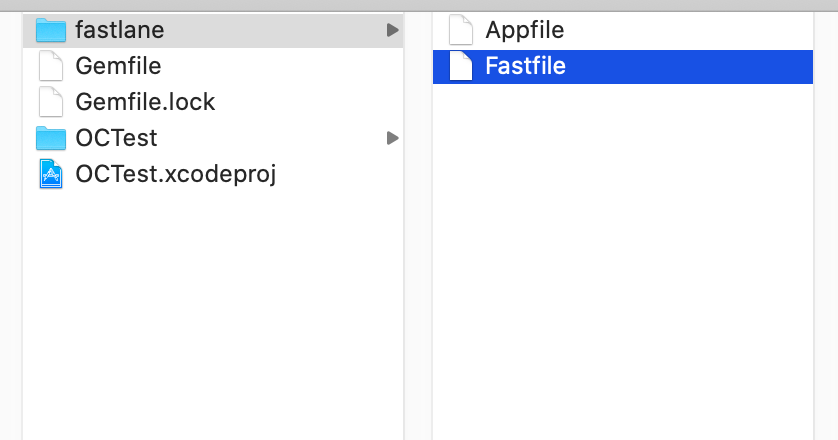 fastlane
Gemfile
Gemfile.lock
OCTest
OCTest.xcodeproj
Appfile
Fastfile